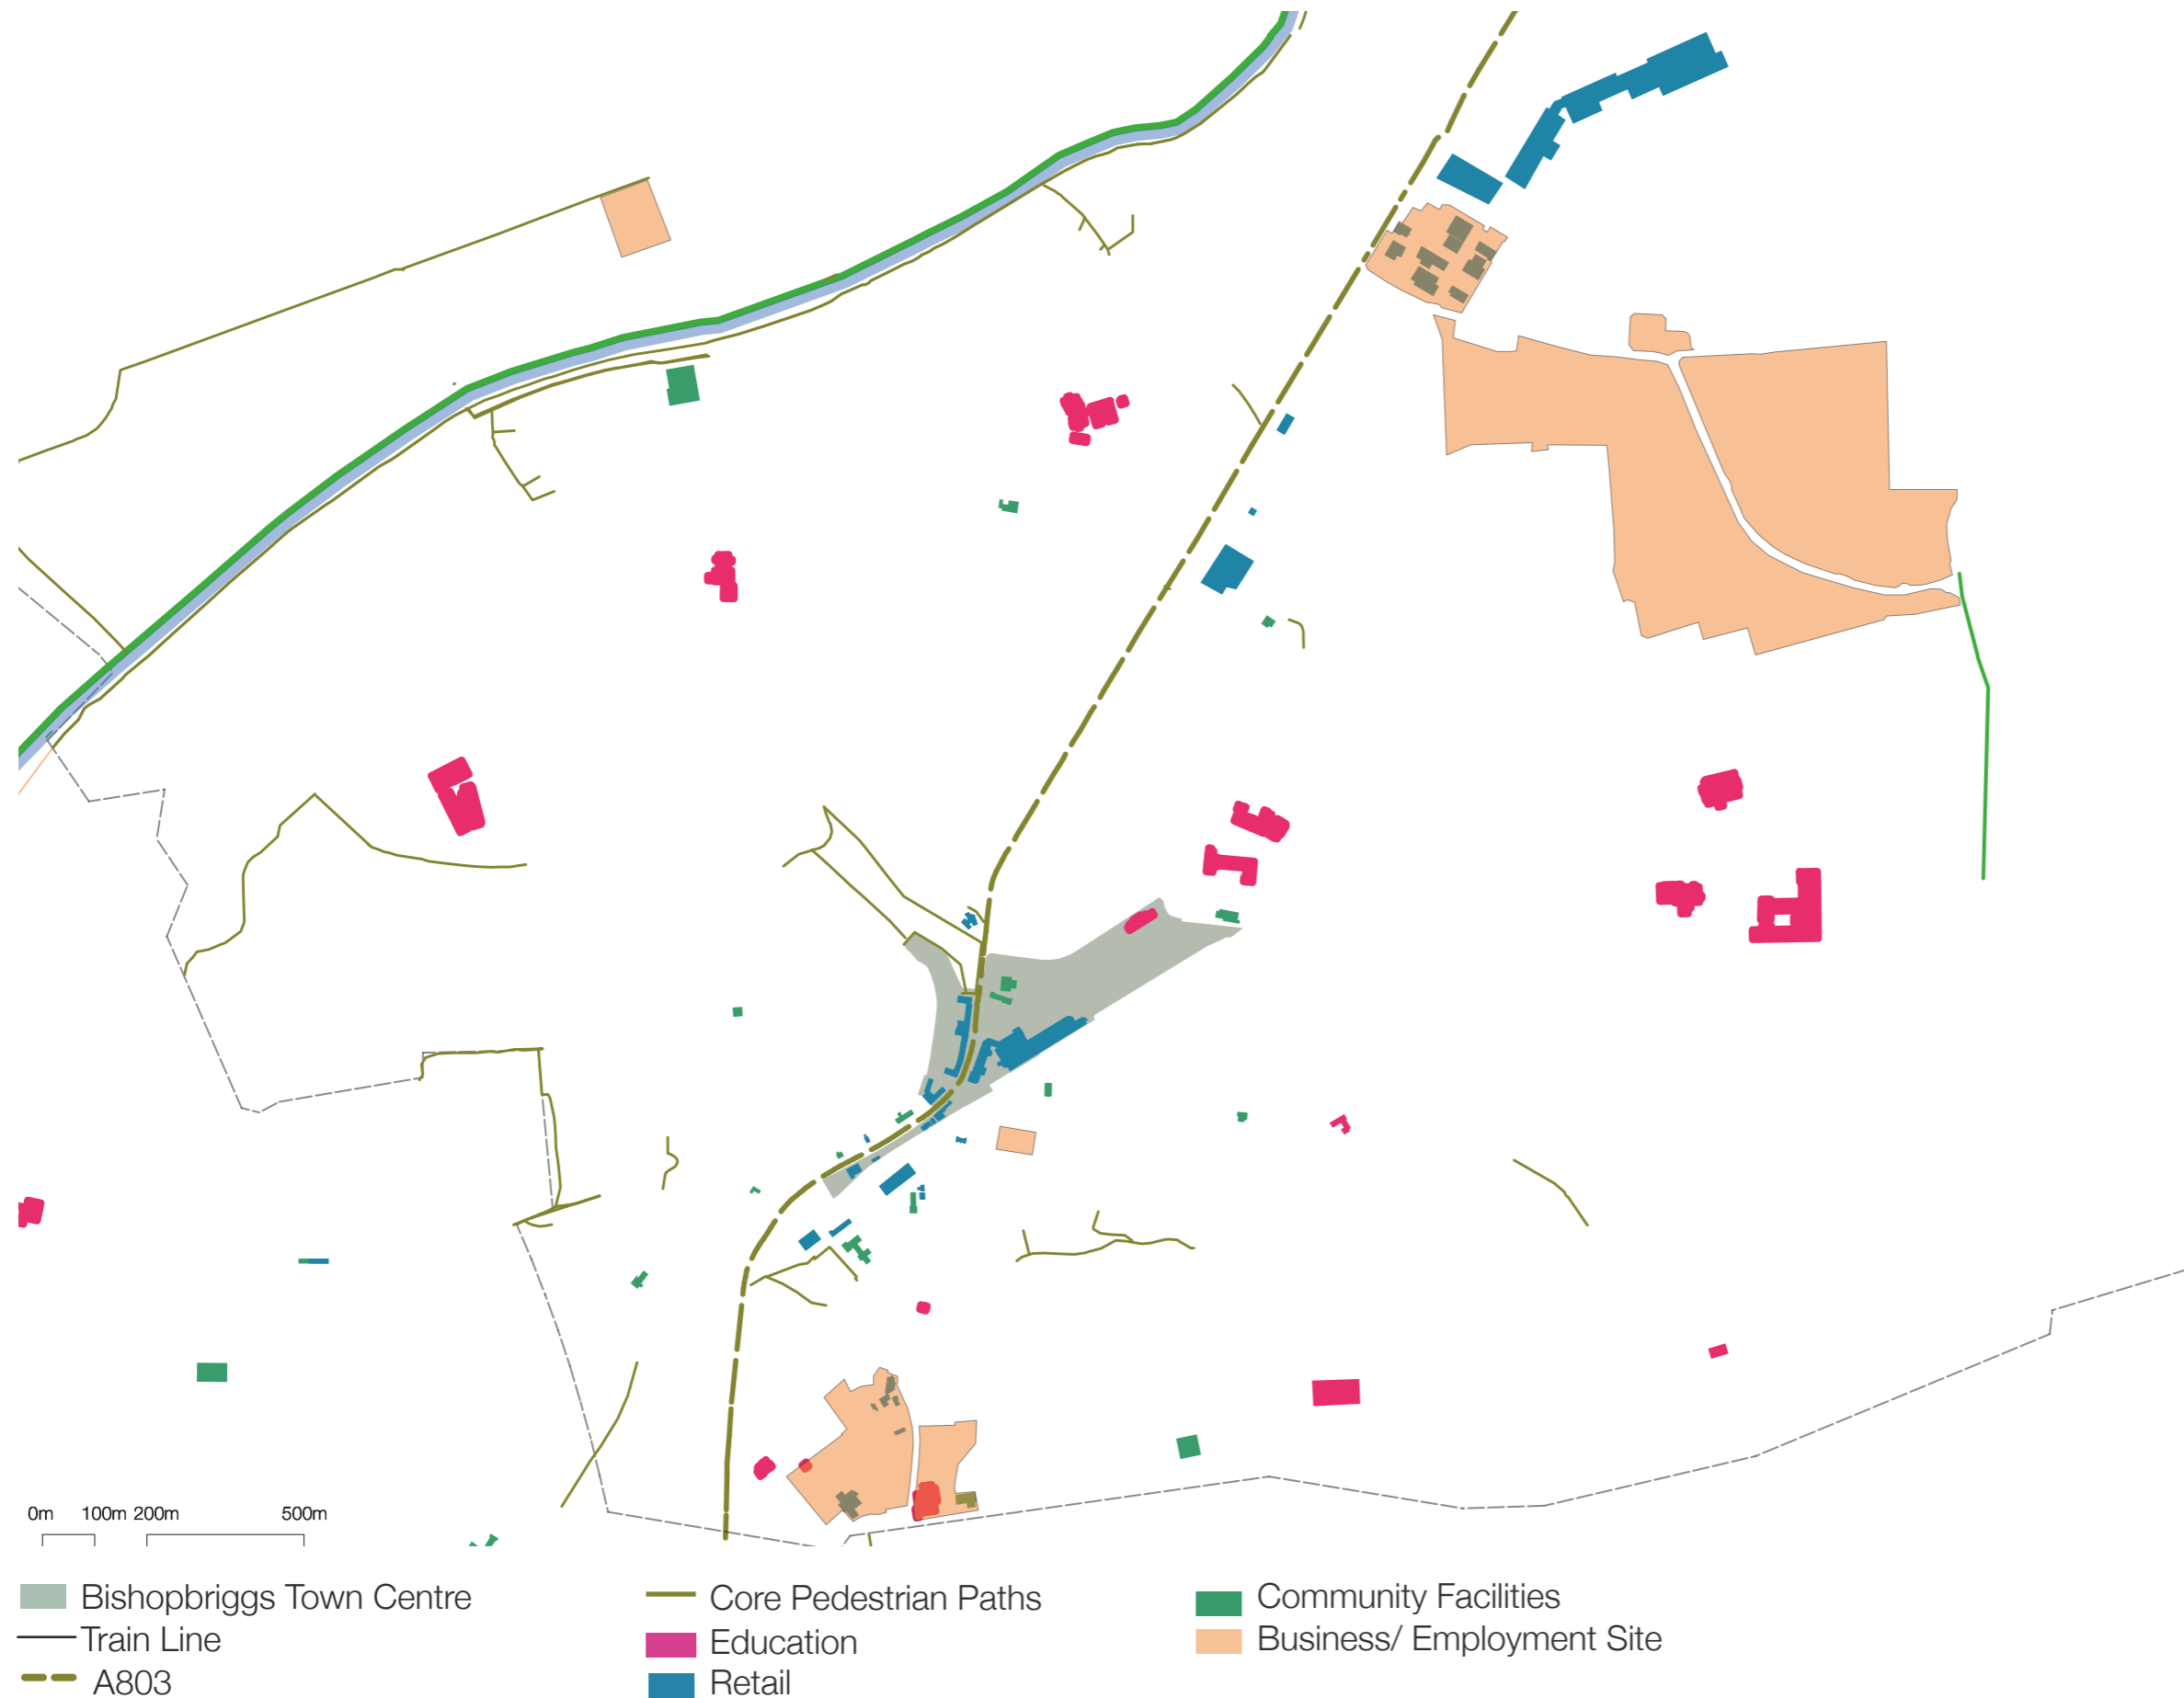 0m 100m 200m 500m
Bishopbriggs Town Centre
Train Line
A803
Core Pedestrian Paths
Education
Retail
Community Facilities
Business/ Employment Site